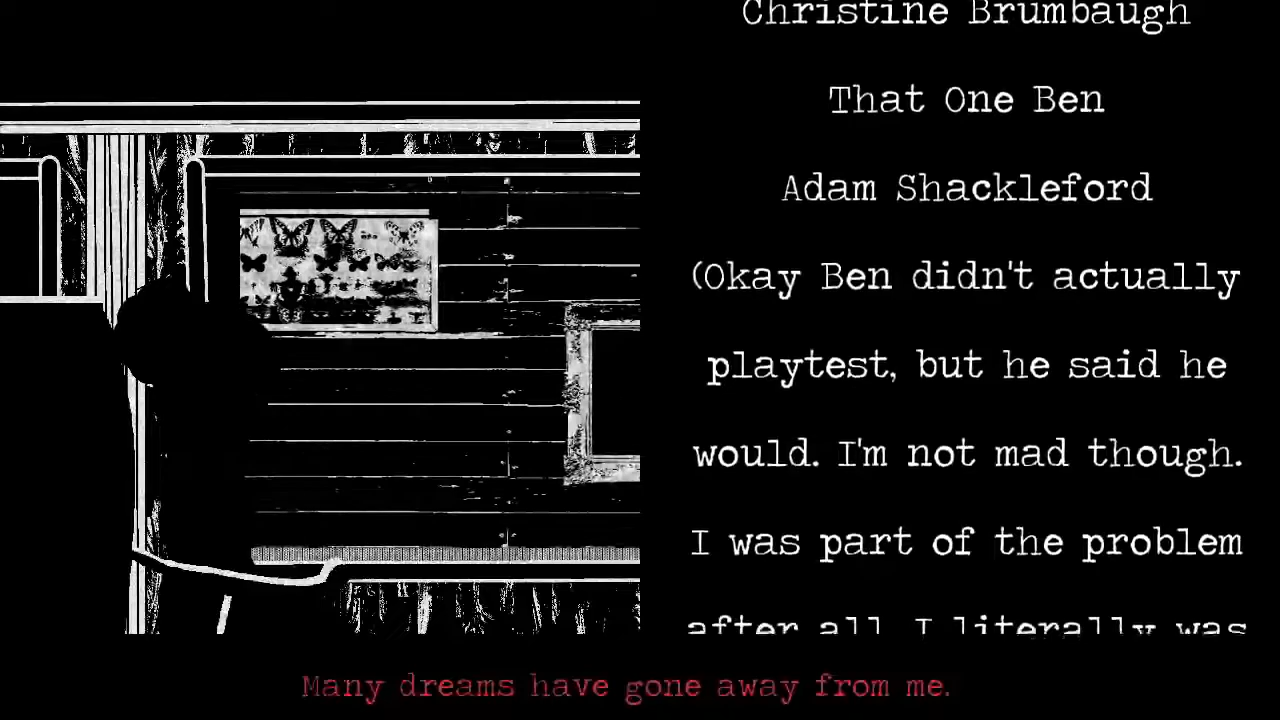 Christine Brumbaugh
That One Ben
Adam Shackleford
(Okay Ben didn't actually
playtest, but he said he
would. I'm not mad though.
I was part of the problem
after all I literally was
Many dreams have gone away from me.